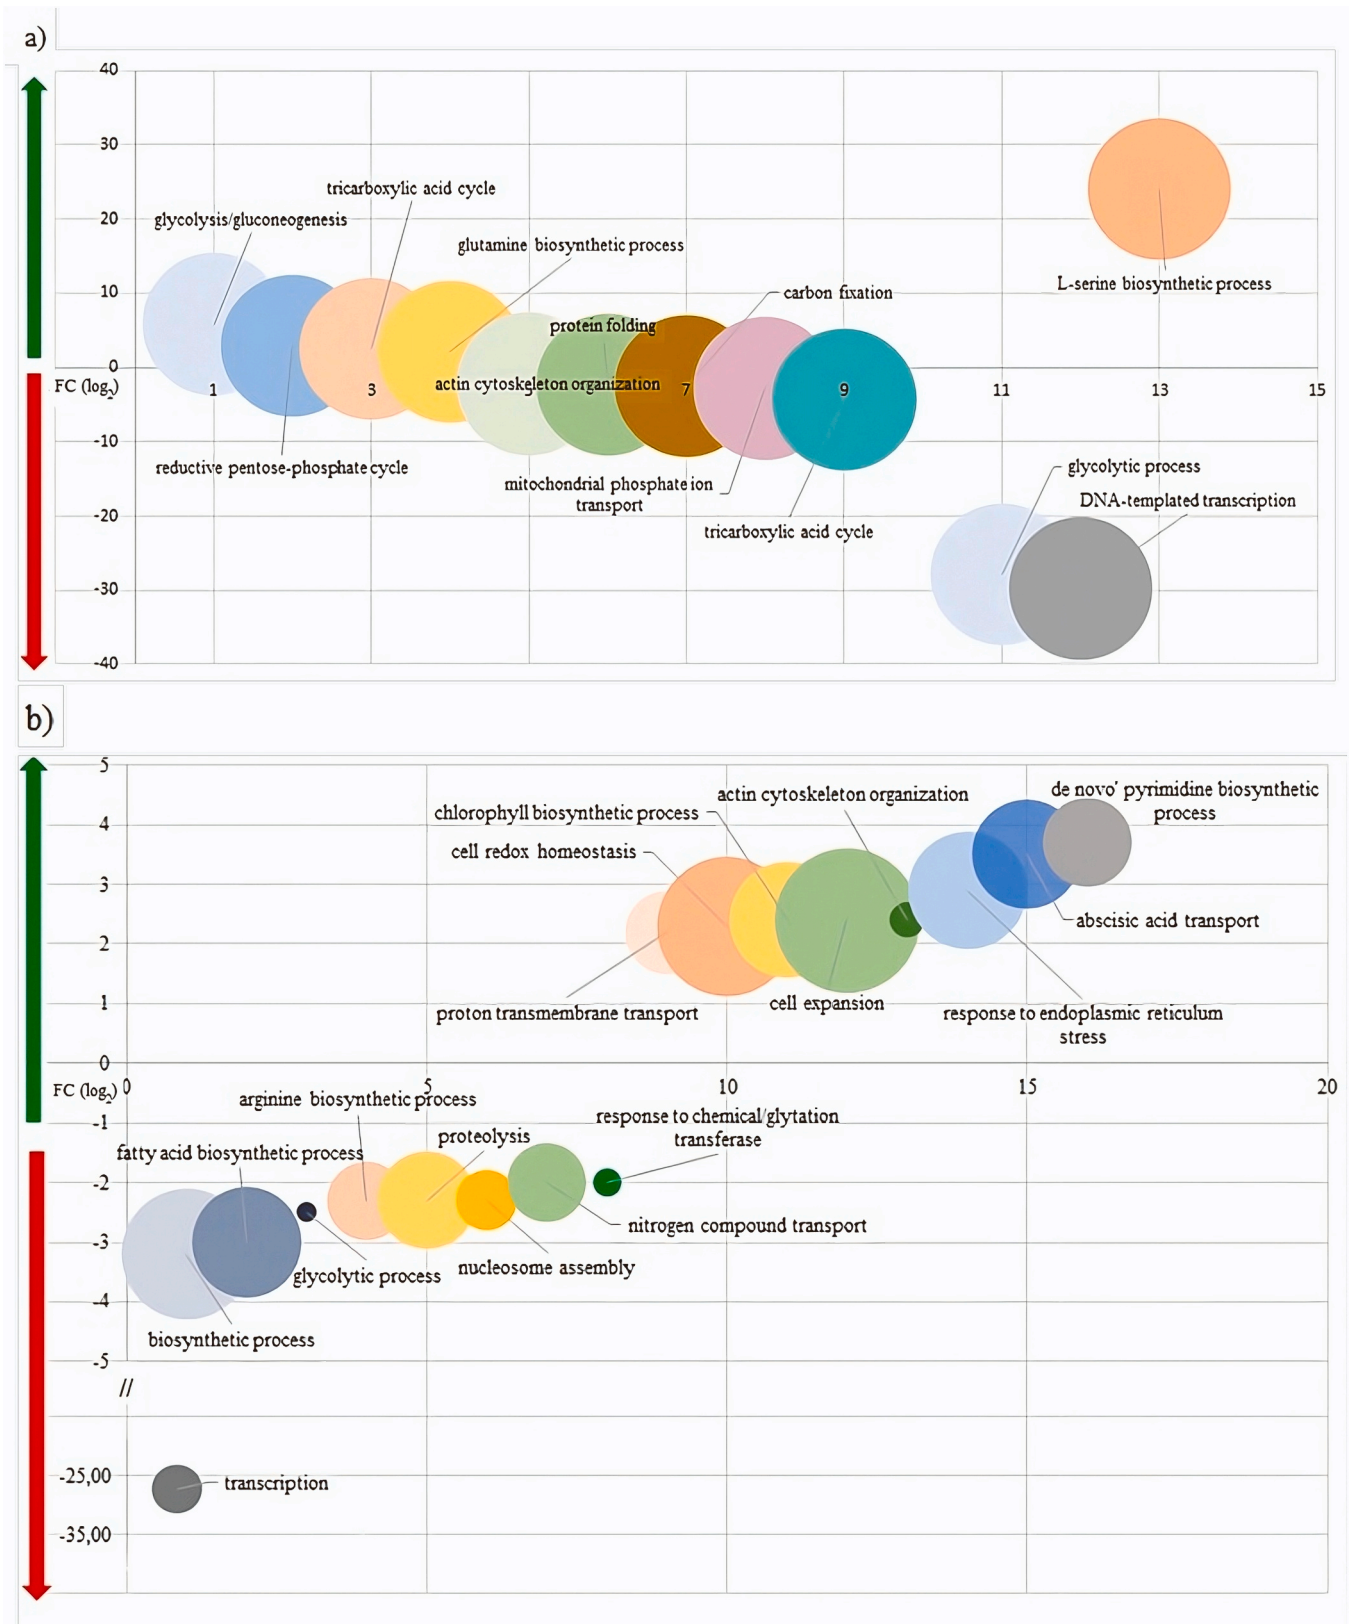 a)
40
30
tricarboxylic acid cycle
20
glycolysis/gluconeogenesis
glutamine biosynthetic process
L-serine biosynthetic process
10
carbon fixation
protein folding
0
FC (log2)
actin cytoskeleton organization
1
3
5
7
9
11
13
15
-10
reductive pentose-phosphate cycle
glycolytic process
mitochondrial phosphate ion
transport
DNA-templated transcription
-20
tricarboxylic acid cycle
-30
-40
b)
5
actin cytoskeleton organization
de novo' pyrimidine biosynthetic
process
chlorophyll biosynthetic process
4
cell redox homeostasis
3
abscisic acid transport
2
1
proton transmembrane transport
cell expansion
response to endoplasmic reticulum
stress
0
FC (log2)
0
5
10
15
20
arginine biosynthetic process
-1
response to chemical/glytation
transferase
proteolysis
fatty acid biosynthetic process
-2
nitrogen compound transport
-3
glycolytic process
nucleosome assembly
-4
biosynthetic process
-5
//
-25,00
transcription
-35,00